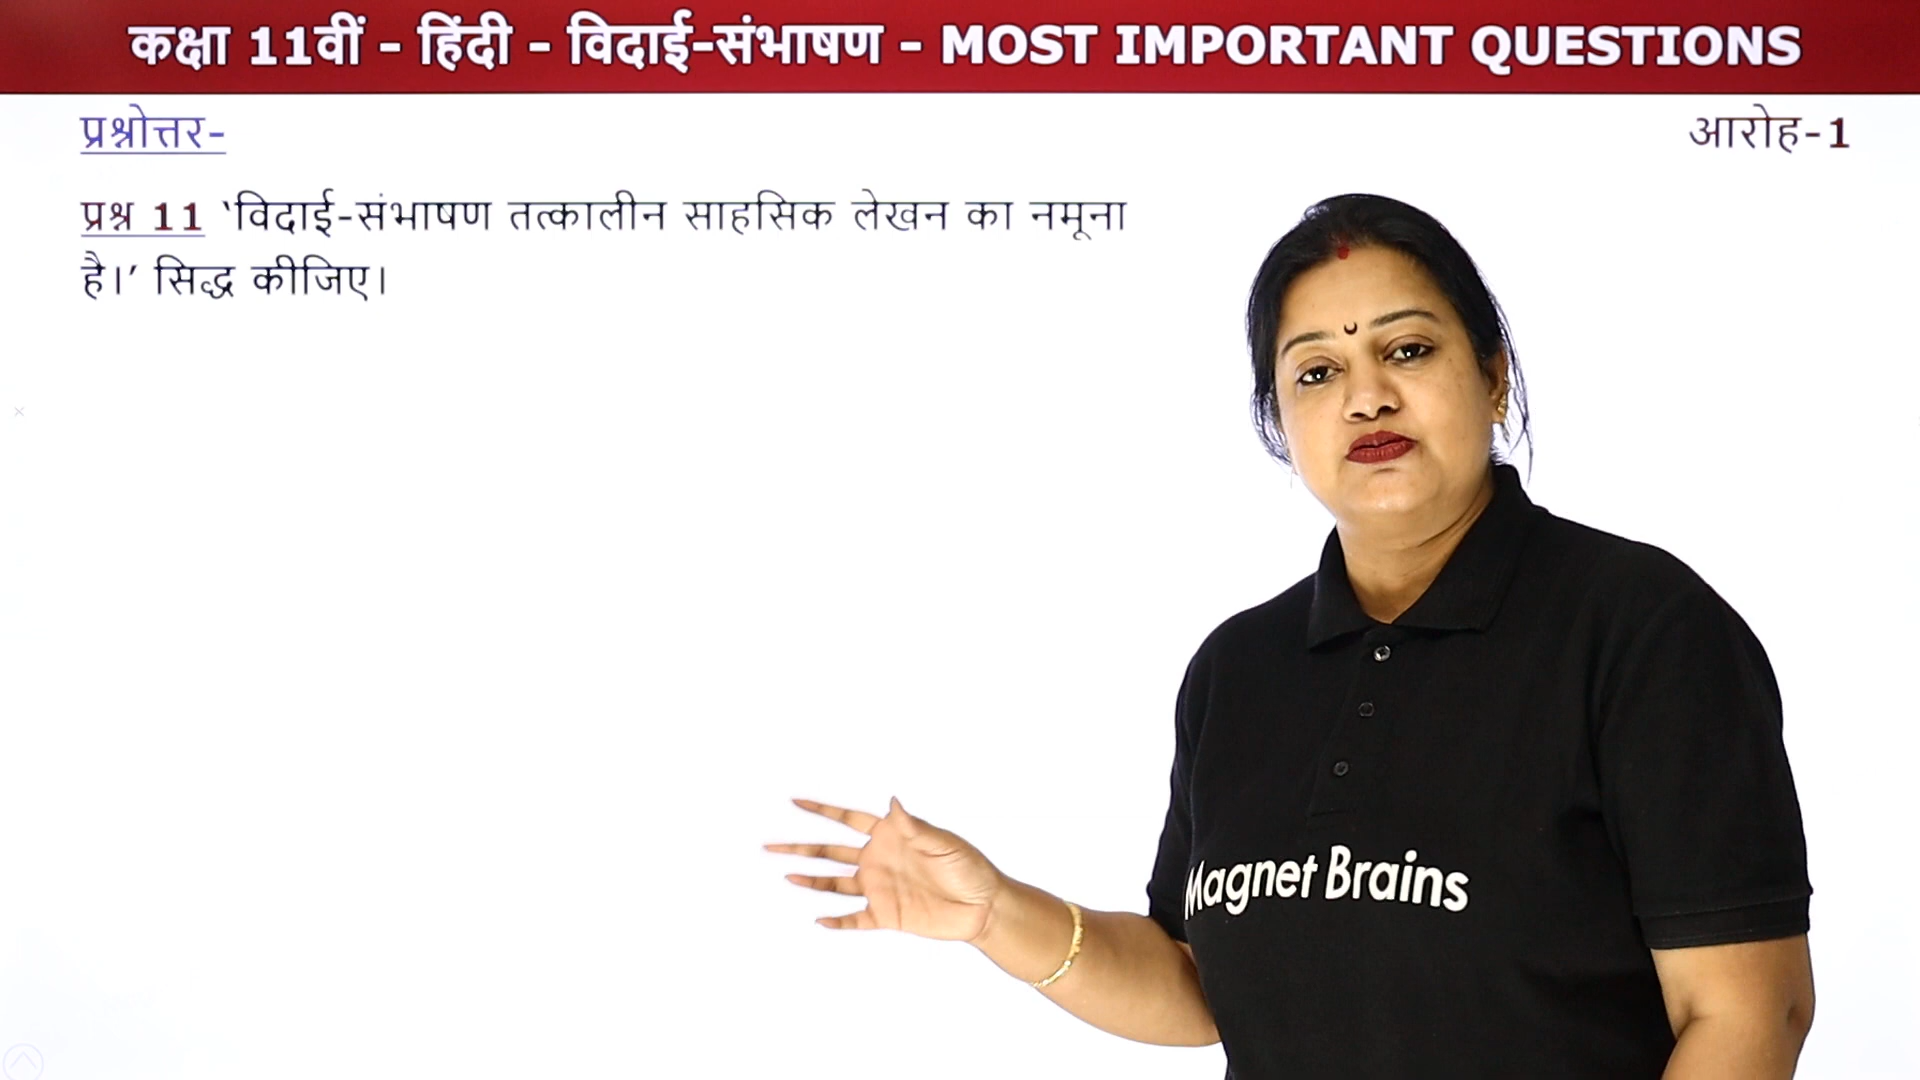 कक्षा 11वीं - हिंदी - विदाई-संभाषण - MOST IMPORTANT QUESTIONS
प्रश्नोत्तर-
आरोह-1
प्रश्न 11 ‘विदाई-संभाषण तत्कालीन साहसिक लेखन का नमूना
है।’ सिद्ध कीजिए।
Magnet Brains